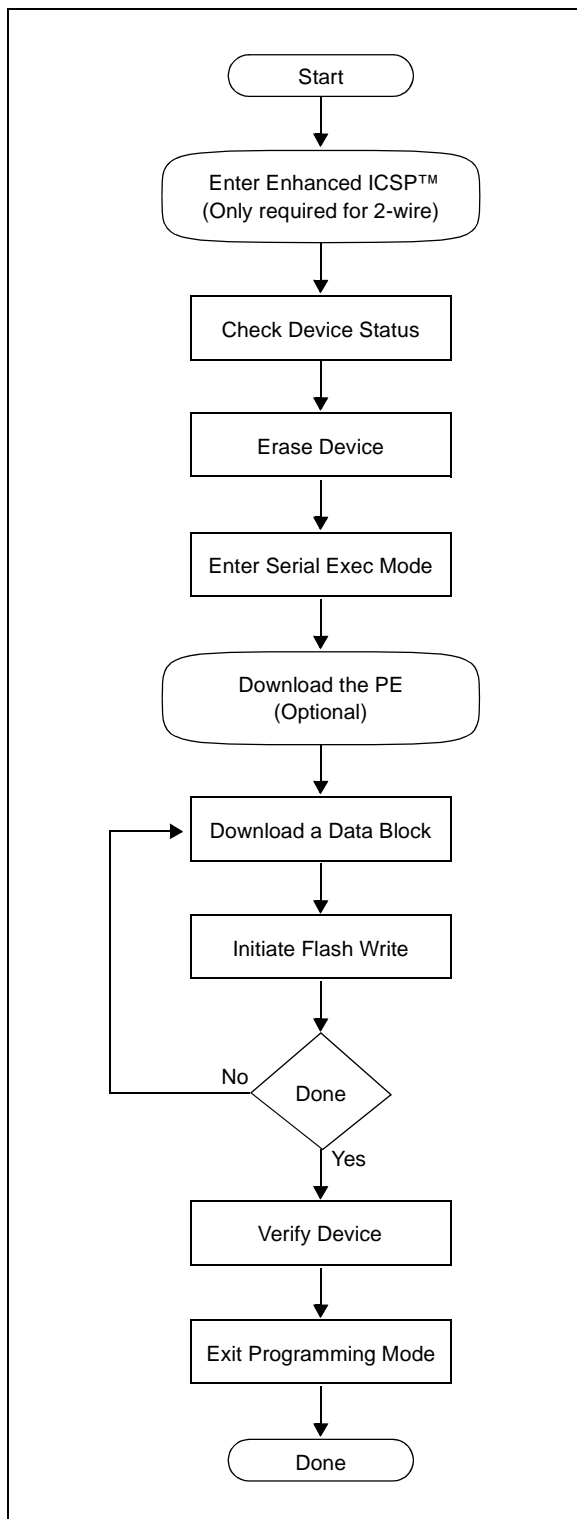 Start
Enter Enhanced ICSP™
(Only required for 2-wire)
Check Device Status
Erase Device
Enter Serial Exec Mode
Download the PE
(Optional)
Download a Data Block
Initiate Flash Write
No
Done
Yes
Verify Device
Exit Programming Mode
Done